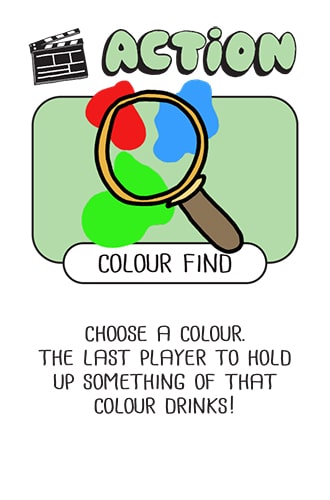 ACTION
COLOUR FIND
CHOOSE A COLOUR.
THE LAST PLAYER TO HOLD
UP SOMETHING OF THAT
COLOUR DRINKS!